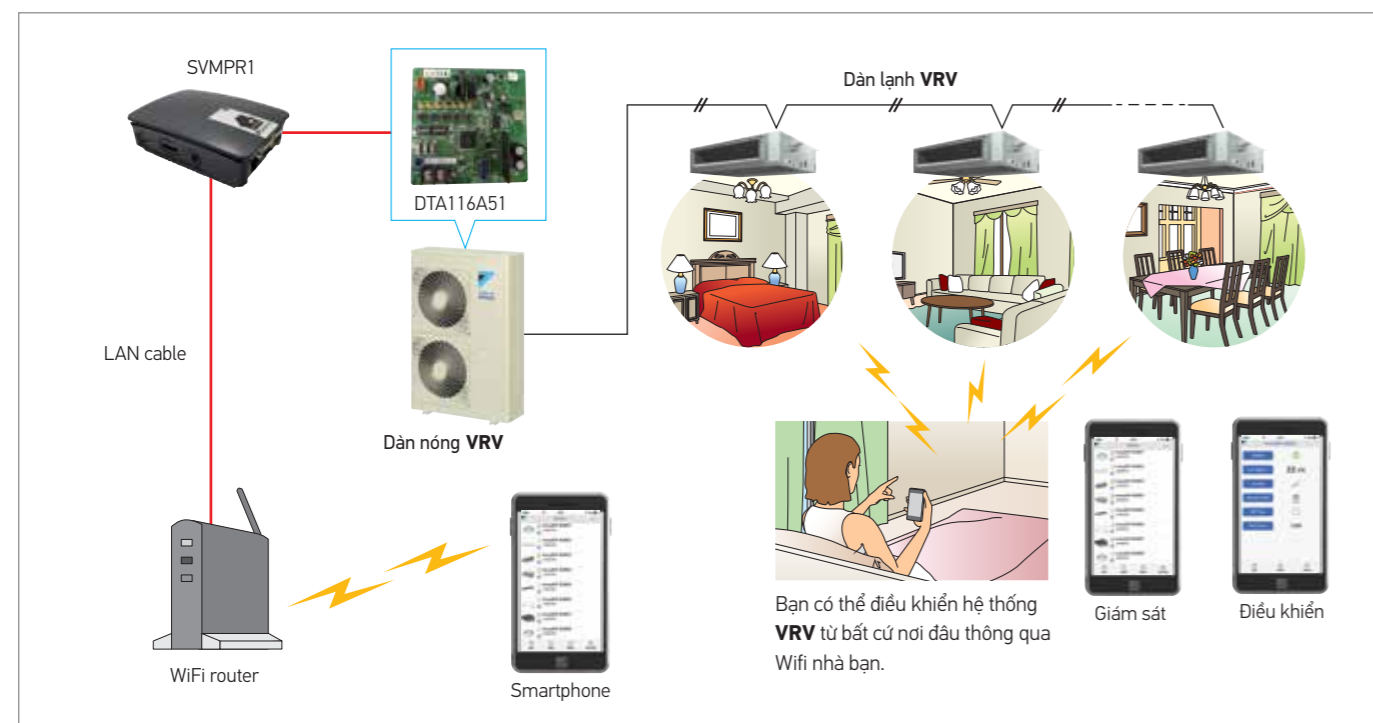 SVMPR1
DTA116A51
Dàn lạnh VRV
LAN cable
Dàn nóng VRV
WiFi router
Smartphone
Bạn có thể điều khiển hệ thống
VRV từ bất cứ nơi đâu thông qua
Wifi nhà bạn.
Giám sát
Điều khiển